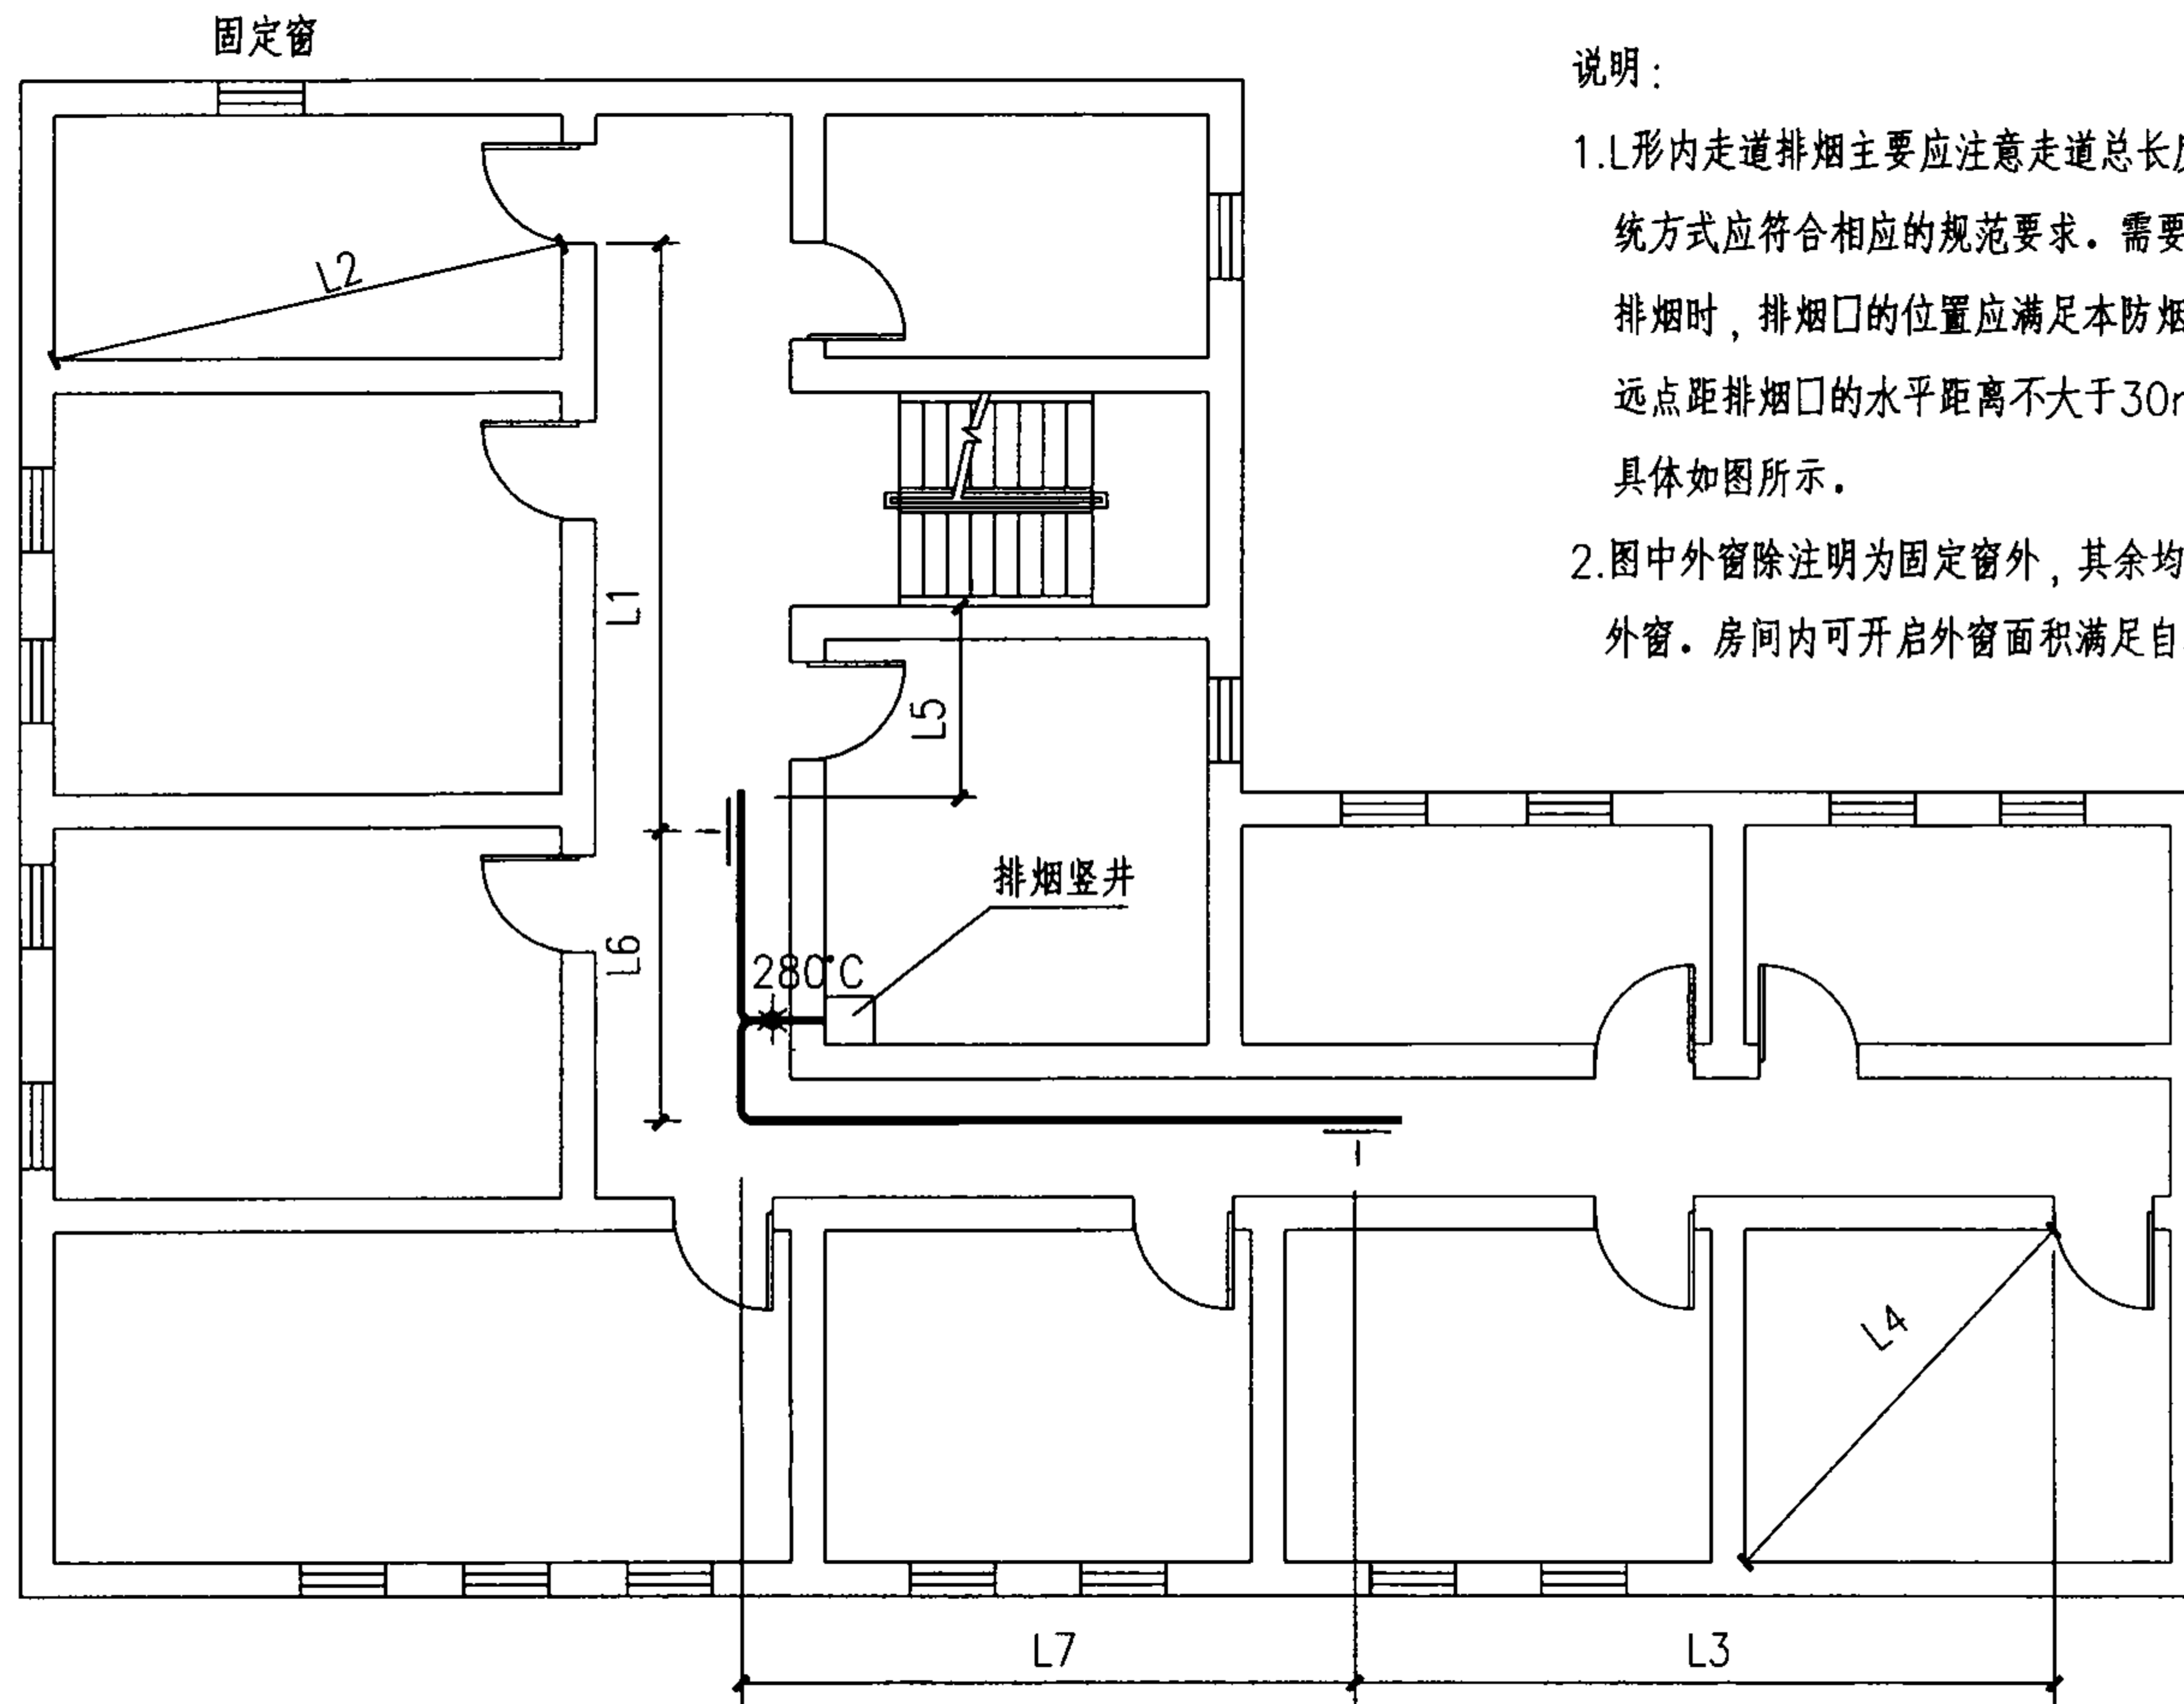 固定窗
说明：
1.L形内走道排烟主要应注意走道总长
统方式应符合相应的规范要求．需要
排烟时，排烟口的位置应满足本防烟
远点距排烟口的水平距离不大于30
具体如图所示．
2.图中外窗除注明为固定窗外，其余均
外窗．房间内可开启外窗面积满足自
L2
L1
L5
排烟竖井
L6
280℃
L4
L7
L3